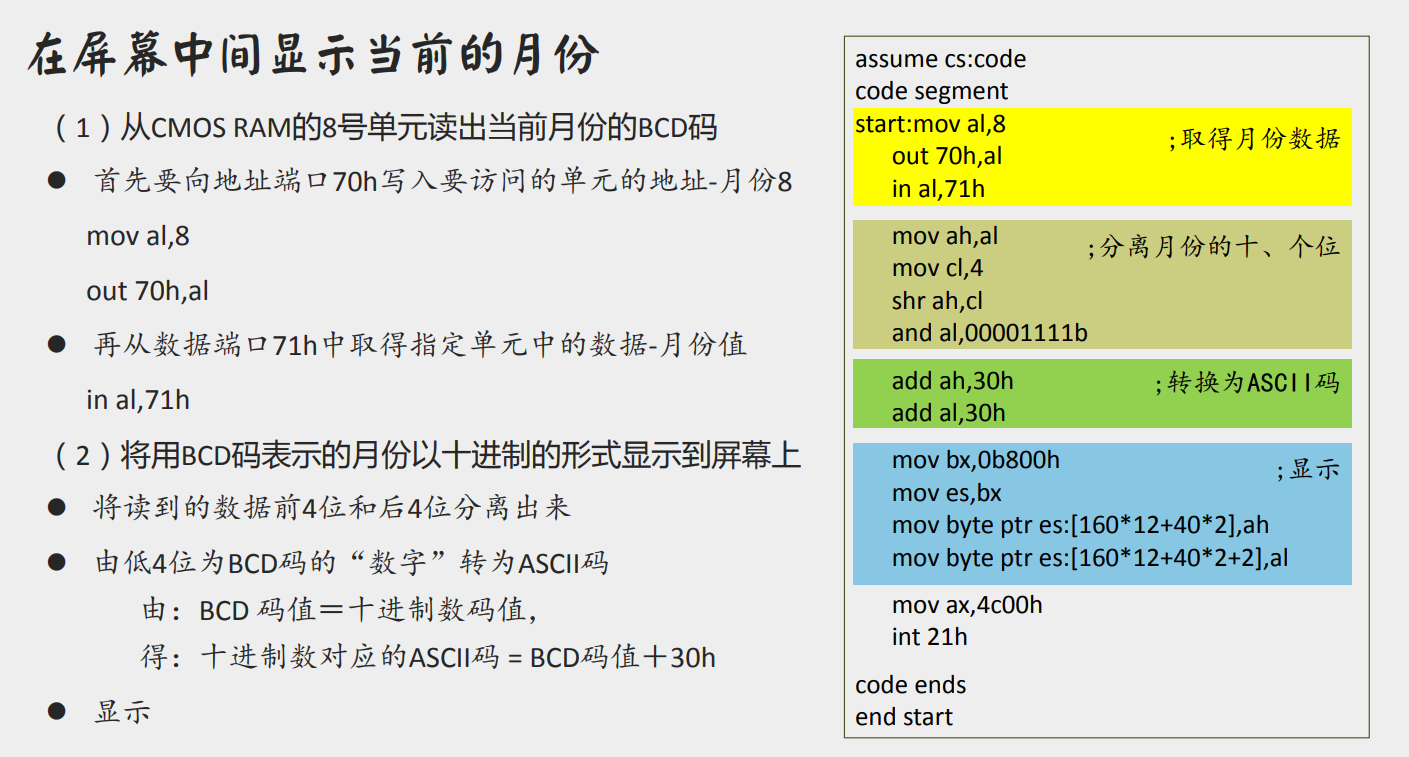 在屏幕中间显示当前的月份
（1）从CMOS RAM的8号单元读出当前月份的BCD码
● 首先要向地址端口70h写入要访问的单元的地址-月份8
mov al,8
out 70h,al
● 再从数据端口71h中取得指定单元中的数据-月份值
in al,71h
（2）将用BCD码表示的月份以十进制的形式显示到屏幕上
● 将读到的数据前4位和后4位分离出来
● 由低4位为BCD码的“数字”转为ASCII码
由：BCD 码值＝十进制数码值，
得：十进制数对应的ASCII码 = BCD码值＋30h
● 显示
assume cs:code
code segment
start:mov al,8 ;取得月份数据
out 70h,al
in al,71h
mov ah,al ;分离月份的十、个位
mov cl,4
shr ah,cl
and al,00001111b
add ah,30h ;转换为ASCII码
add al,30h
mov bx,0b800h ;显示
mov es,bx
mov byte ptr es:[160*12+40*2],ah
mov byte ptr es:[160*12+40*2+2],al
mov ax,4c00h
int 21h
code ends
end start